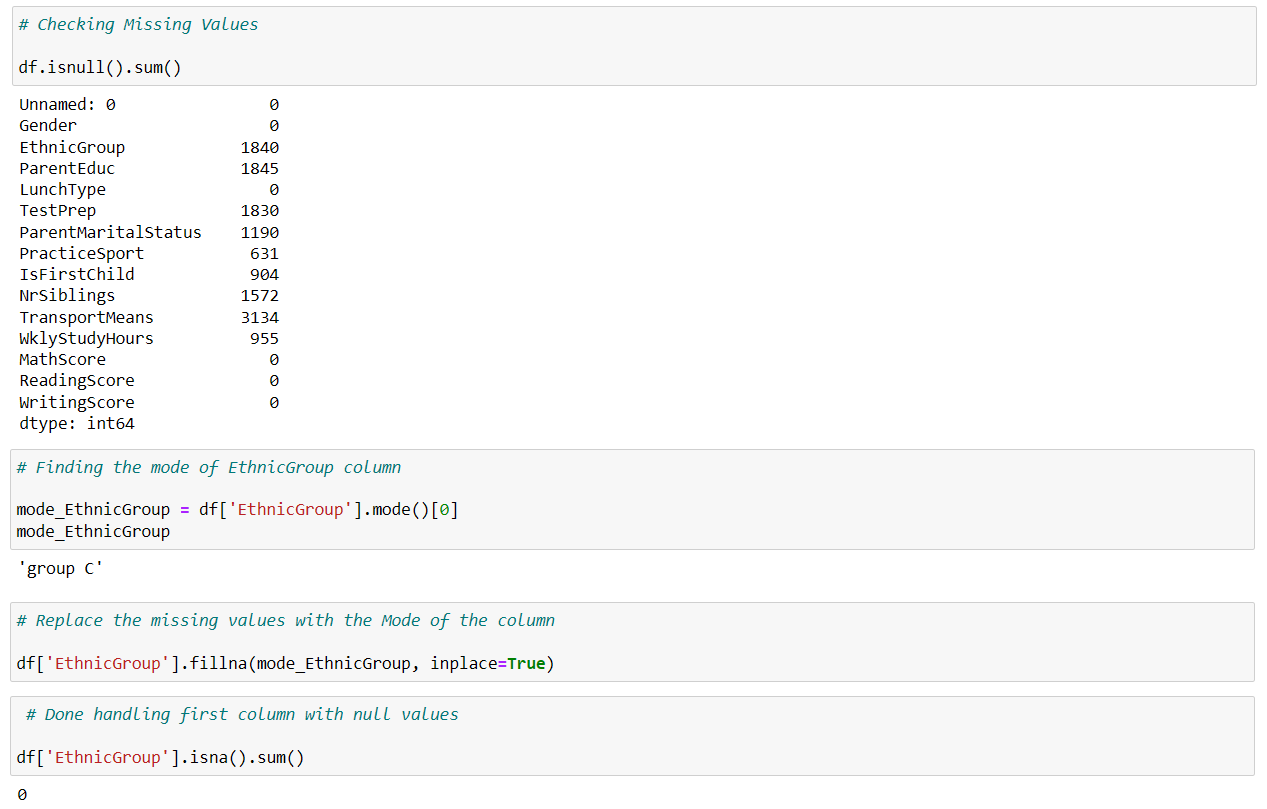 # Checking Missing Values
df.isnull().sum()
Unnamed: 0 0
Gender 0
EthnicGroup 1840
ParentEduc 1845
LunchType 0
TestPrep 1830
ParentMaritalStatus 1190
PracticeSport 631
IsFirstChild 904
NrSiblings 1572
TransportMeans 3134
WklyStudyHours 955
MathScore 0
ReadingScore 0
WritingScore 0
dtype: int64
# Finding the mode of EthnicGroup column
mode_EthnicGroup = df['EthnicGroup'].mode()[0]
mode_EthnicGroup
'group C'
# Replace the missing values with the Mode of the column
df['EthnicGroup'].fillna(mode_EthnicGroup, inplace=True)
# Done handling first column with null values
df['EthnicGroup'].isna().sum()
0